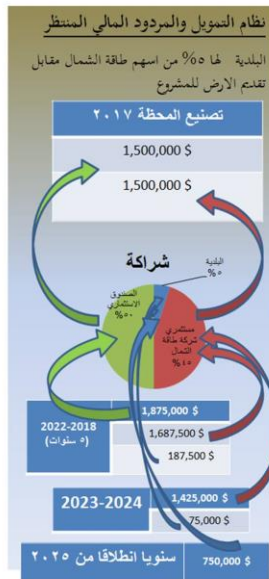 نظام التمويل والمردود المالي المنتظر
البلدية لها ٥% من اسهم طاقة الشمال مقابل
تقديم الارض للمشروع
تصنيع المحطة ٢٠١٧
1,500,000 $
1,500,000 $
شراكة
البلدية
٥%
الصندوق
الاستثماري
٥٠%
مستثمري
شركة طاقة
الشمال
٤٥%
2022-2018
(٥ سنوات)
1,875,000 $
1,687,500 $
187,500 $
2023-2024
1,425,000 $
75,000 $
سنويا انطلاقا من ٢٠٢٥
750,000 $